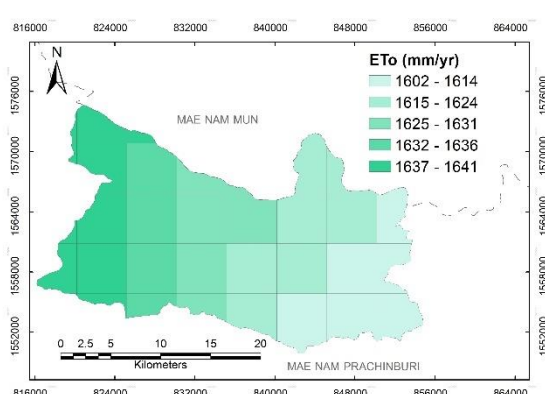 816000 824000 832000 840000 848000 856000 864000
N
ETo (mm/yr)
1602 - 1614
1615 - 1624
1625 - 1631
1632 - 1636
1637 - 1641
MAE NAM MUN
1576000
1570000
1564000
1558000
1552000
1576000
1570000
1564000
1558000
1552000
0 2.5 5 10 15 20
Kilometers
MAE NAM PRACHINBURI
816000 824000 832000 840000 848000 856000 864000